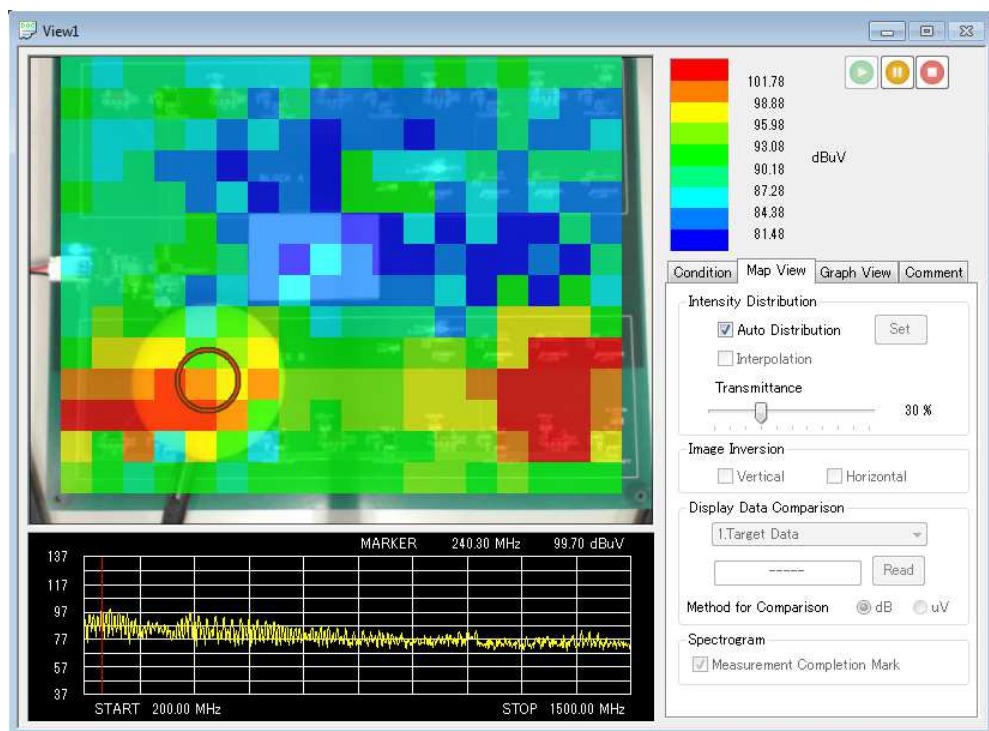 View1
BLOCK A
101.78
98.88
95.98
93.08
90.18
87.28
84.38
81.48
dBuV
Condition Map View Graph View Comment
Intensity Distribution
Auto Distribution Set
Interpolation
Transmittance
30 %
Image Inversion
Vertical Horizontal
Display Data Comparison
1.Target Data
----- Read
Method for Comparison dB uV
Spectrogram
Measurement Completion Mark
MARKER 240.30 MHz 99.70 dBuV
137
117
97
77
57
37
START 200.00 MHz STOP 1500.00 MHz